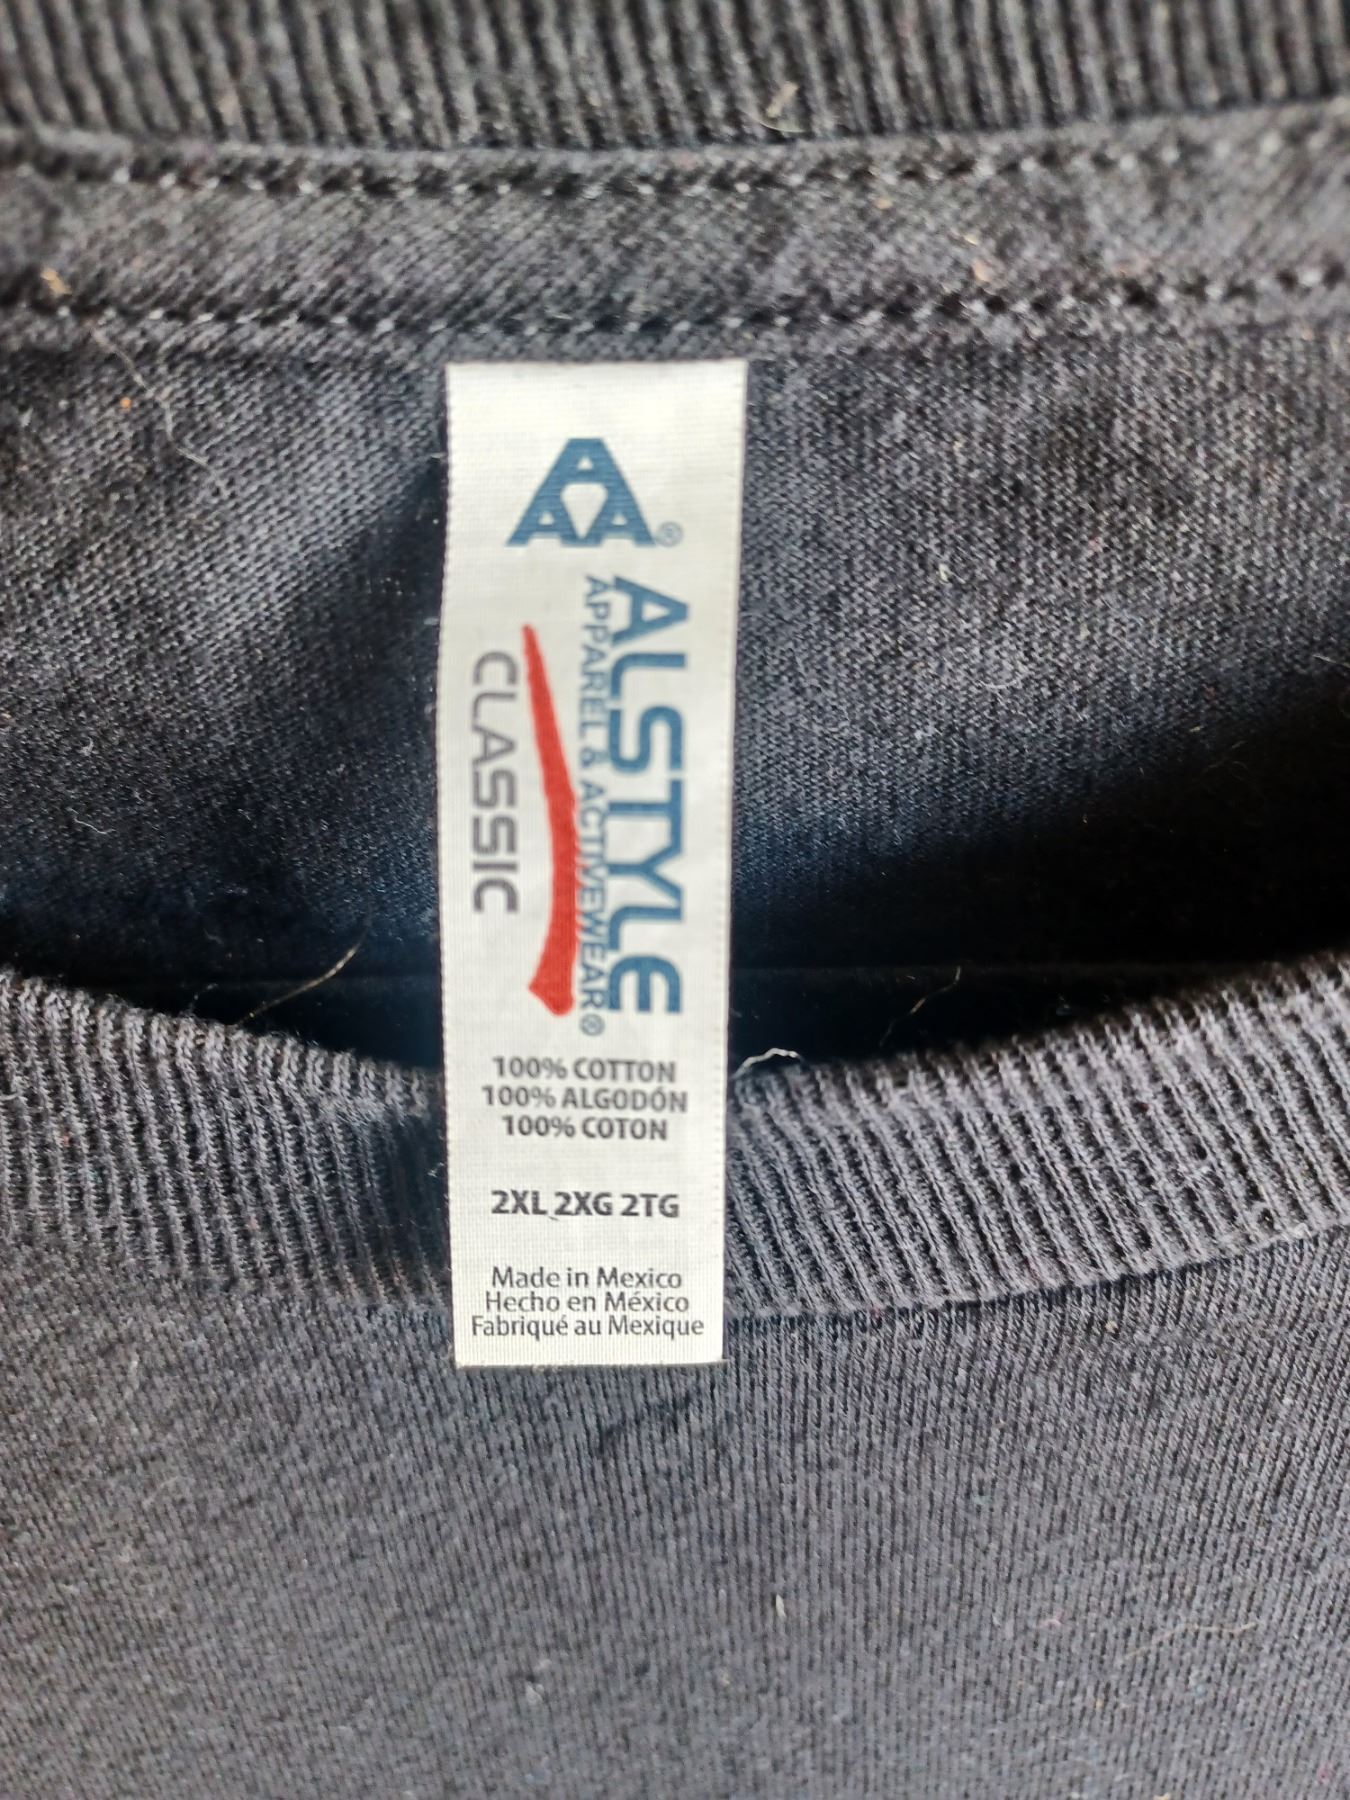 AAA®
ALSTYLE
APPAREL & ACTIVEWEAR®
CLASSIC
100% COTTON
100% ALGODÓN
100% COTON
2XL 2XG 2TG
Made in Mexico
Hecho en México
Fabriqué au Mexique